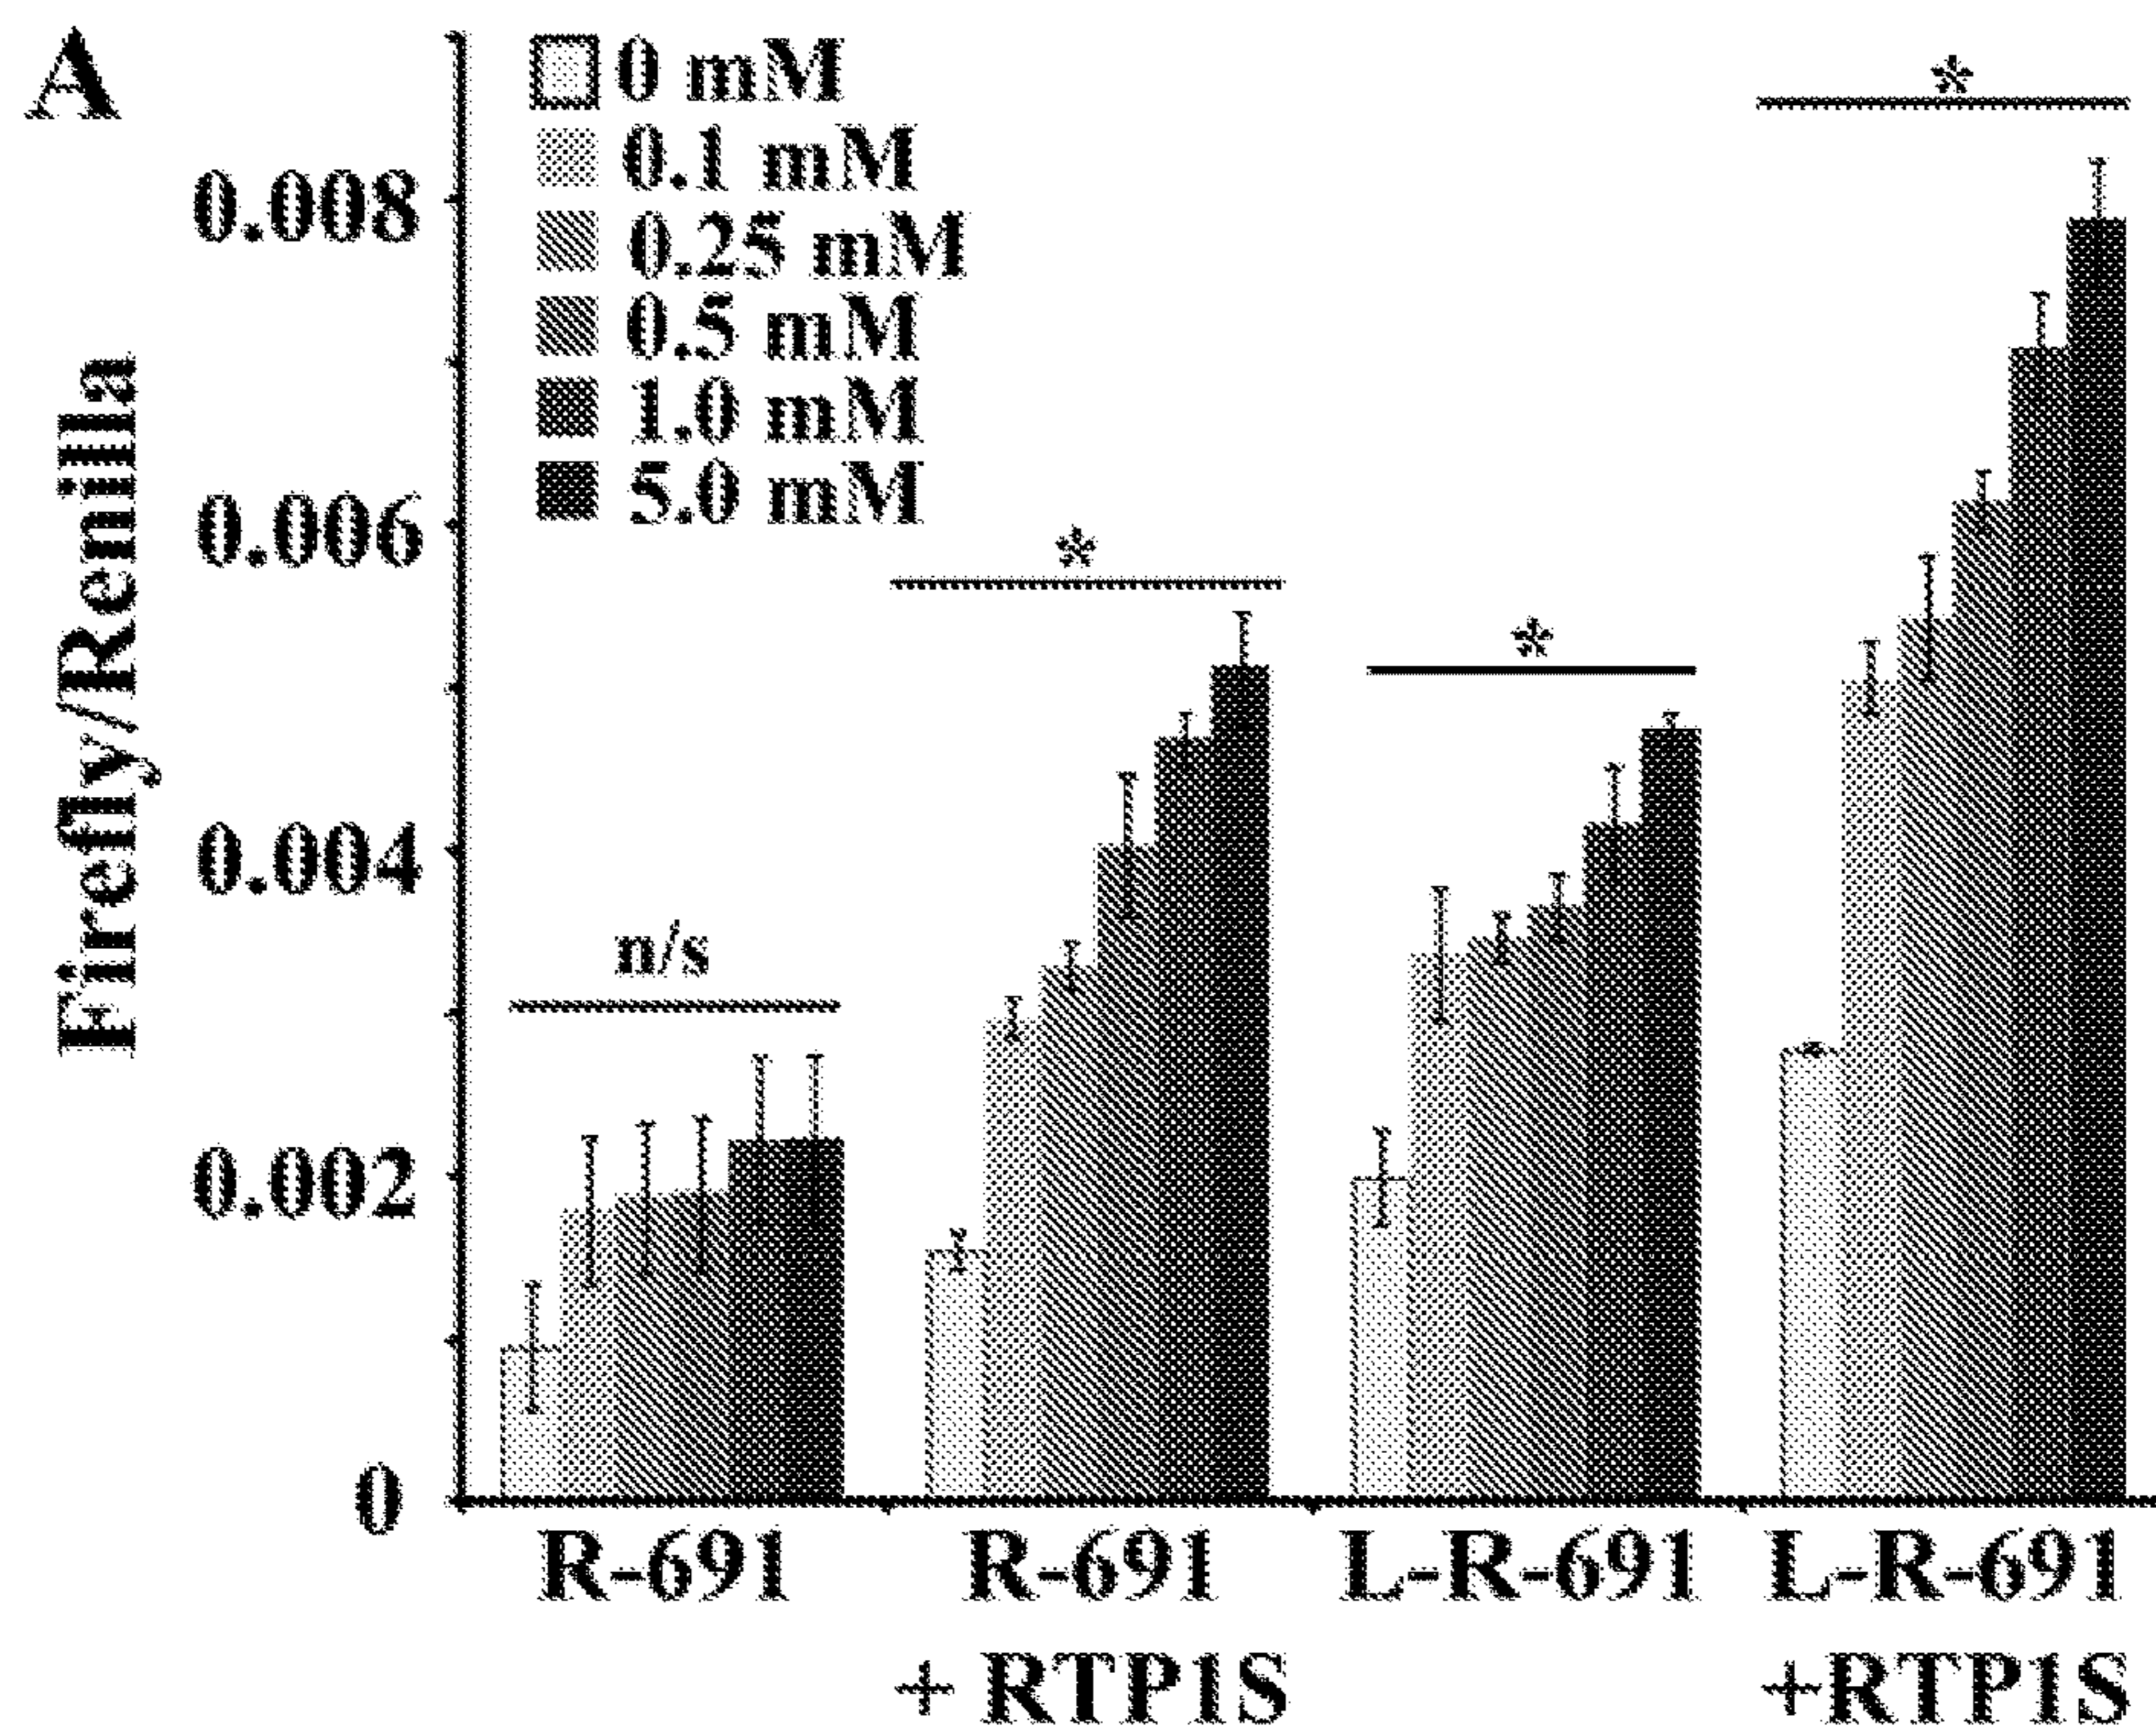 A
0 mM
0.1 mM
0.25 mM
0.5 mM
1.0 mM
5.0 mM
0.008
0.006
0.004
0.002
0
Firefly/Renilla
n/s
*
*
*
R-691
R-691
+ RTP1S
L-R-691
L-R-691
+RTP1S